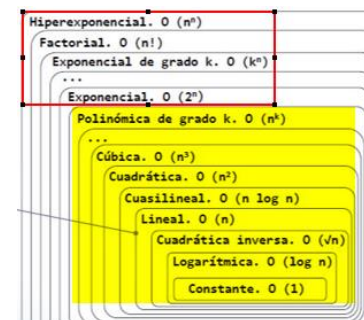 Hiperexponencial. O (nⁿ)
Factorial. O (n!)
Exponencial de grado k. O (kⁿ)
...
Exponencial. O (2ⁿ)
Polinómica de grado k. O (nᵏ)
...
Cúbica. O (n³)
Cuadrática. O (n²)
Cuasilineal. O (n log n)
Lineal. O (n)
Cuadrática inversa. O (√n)
Logarítmica. O (log n)
Constante. O (1)